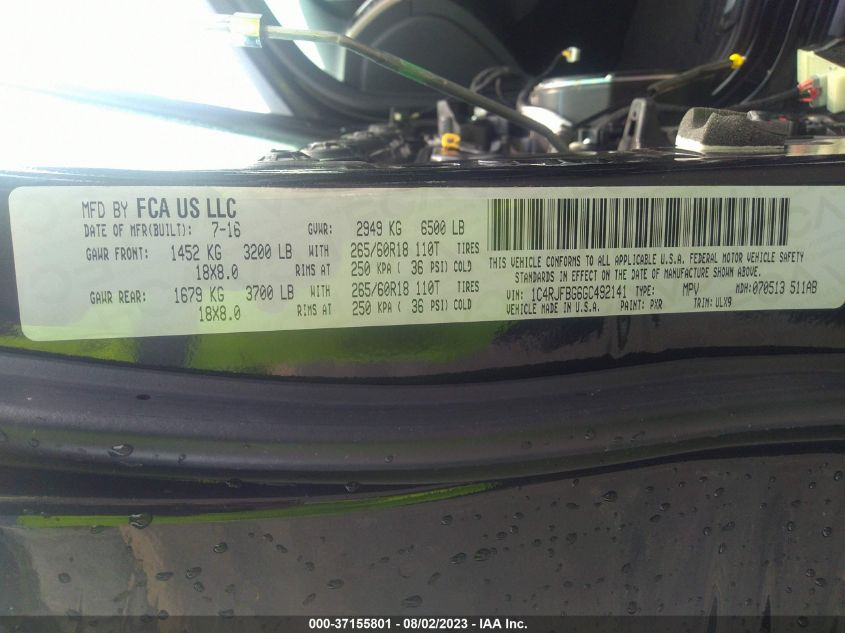 MFD BY FCA US LLC
DATE OF MFR(BUILT): 7-16 GVWR: 2949 KG 6500 LB
GAWR FRONT: 1452 KG 3200 LB WITH 265/60R18 110T TIRES
18X8.0 RIMS AT 250 KPA ( 36 PSI) COLD
GAWR REAR: 1679 KG 3700 LB WITH 265/60R18 110T TIRES
18X8.0 RIMS AT 250 KPA ( 36 PSI) COLD
THIS VEHICLE CONFORMS TO ALL APPLICABLE U.S.A. FEDERAL MOTOR VEHICLE SAFETY
STANDARDS IN EFFECT ON THE DATE OF MANUFACTURE SHOWN ABOVE.
VIN: 1C4RJFBG6GC492141 TYPE: MPV MDH: 070513 511AB
VEHICLE MADE IN U.S.A. PAINT: PXR TRIM: ULX9
000-37155801 - 08/02/2023 - IAA Inc.